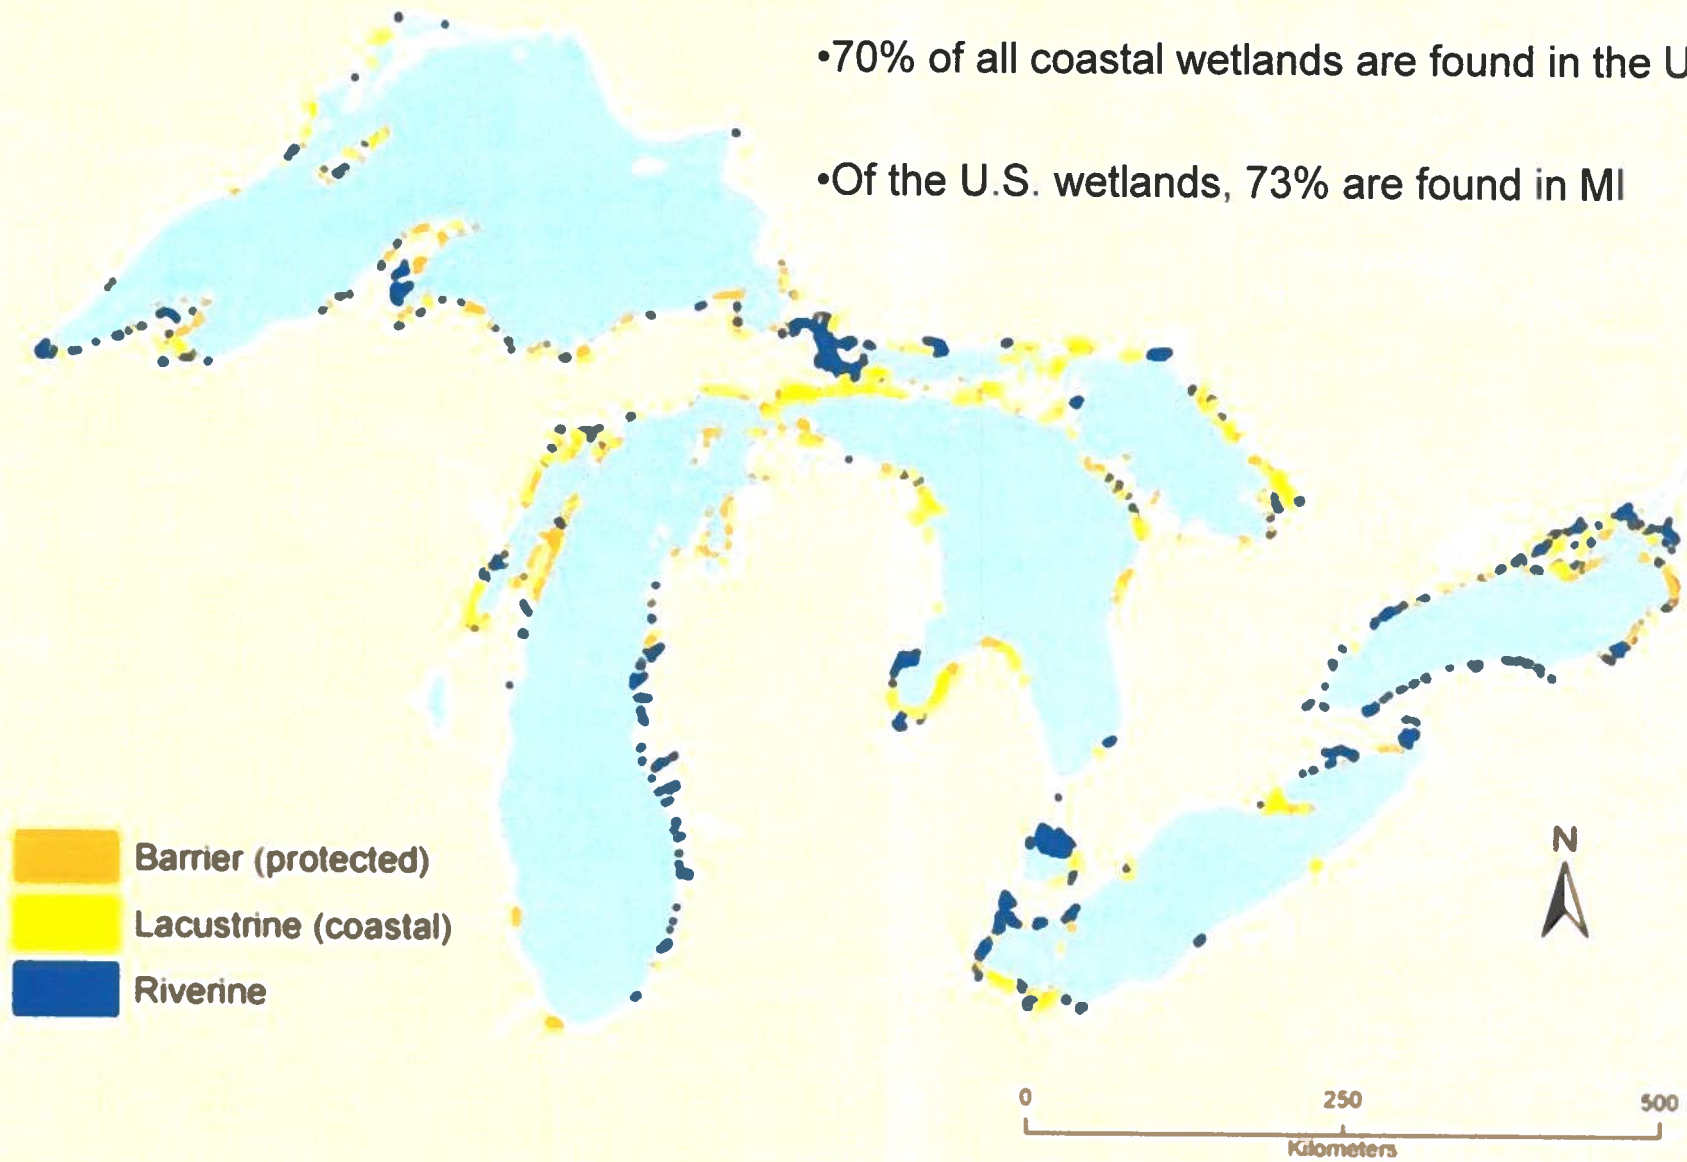 •70% of all coastal wetlands are found in the U
•Of the U.S. wetlands, 73% are found in MI
Barrier (protected)
Lacustrine (coastal)
Riverine
N
0 250 500
Kilometers